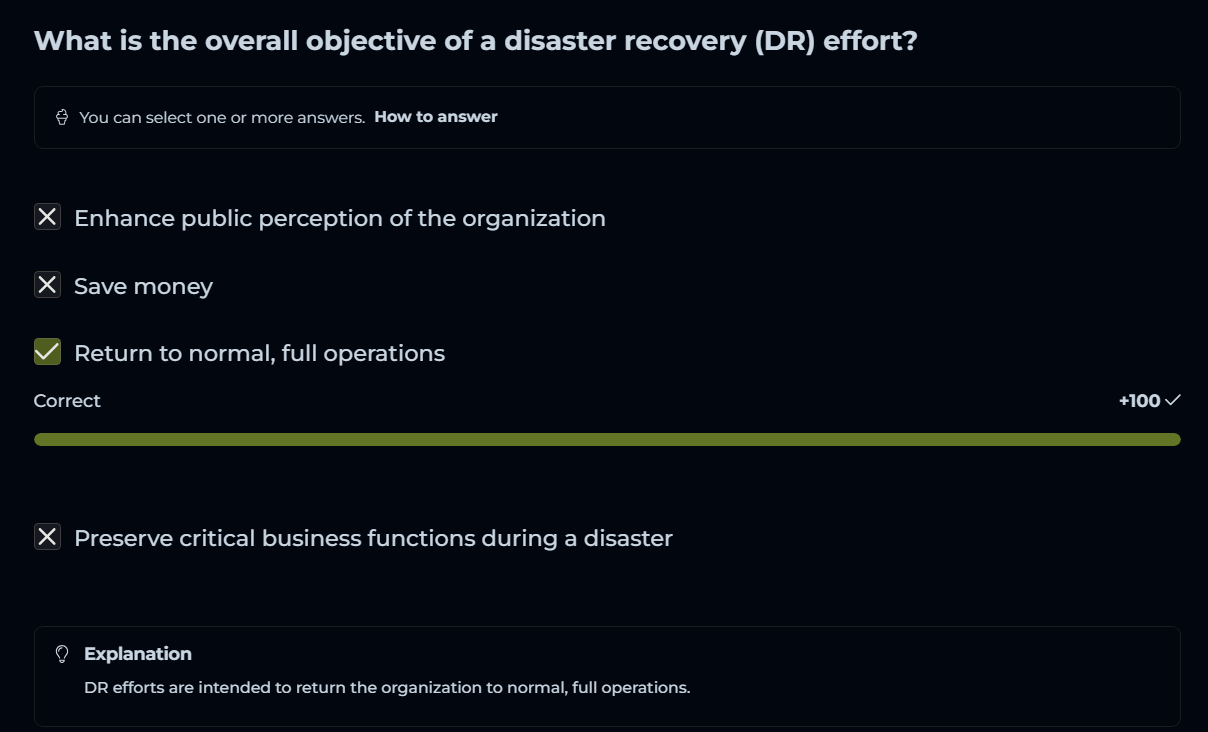 What is the overall objective of a disaster recovery (DR) effort?
You can select one or more answers. How to answer
Enhance public perception of the organization
Save money
Return to normal, full operations
Correct +100
Preserve critical business functions during a disaster
Explanation
DR efforts are intended to return the organization to normal, full operations.